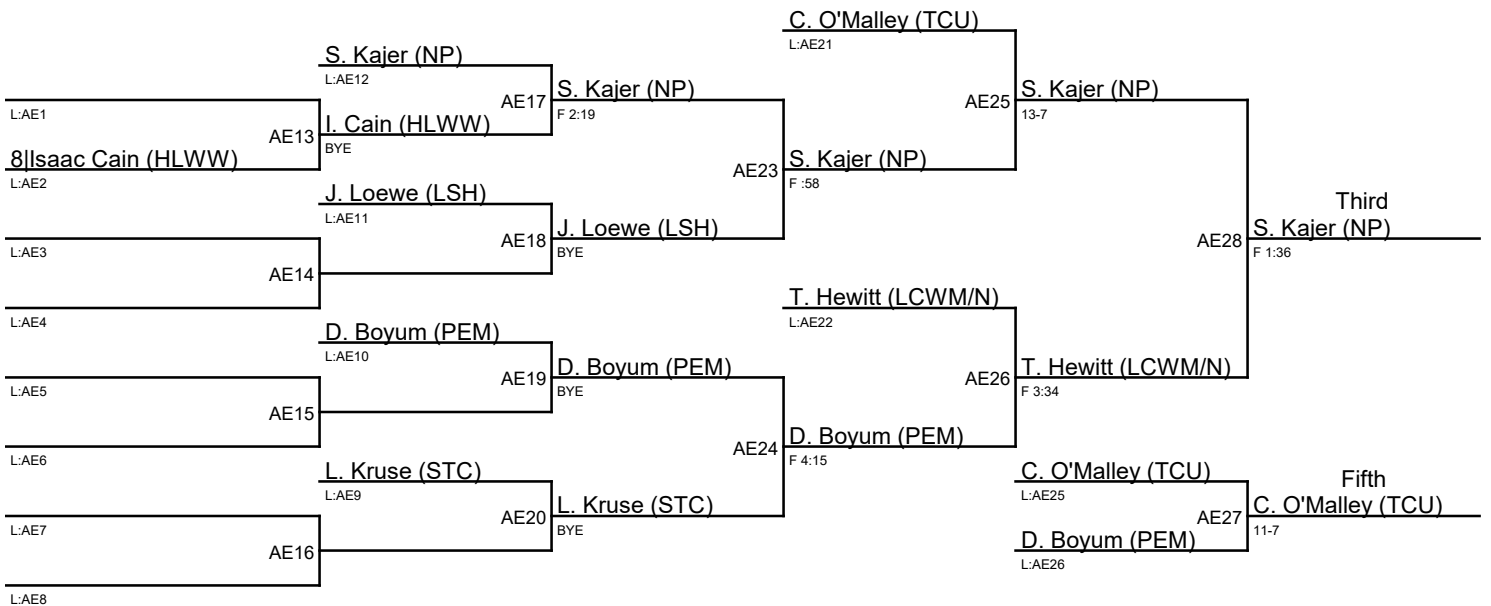 C. O'Malley (TCU)
L:AE21
S. Kajer (NP)
L:AE12
AE17
S. Kajer (NP)
F 2:19
AE25
S. Kajer (NP)
13-7
L:AE1
AE13
I. Cain (HLWW)
BYE
8|Isaac Cain (HLWW)
L:AE2
AE23
S. Kajer (NP)
F :58
J. Loewe (LSH)
L:AE11
AE18
J. Loewe (LSH)
BYE
Third
AE28
S. Kajer (NP)
F 1:36
L:AE3
AE14
L:AE4
T. Hewitt (LCWM/N)
L:AE22
D. Boyum (PEM)
L:AE10
AE19
D. Boyum (PEM)
BYE
AE26
T. Hewitt (LCWM/N)
F 3:34
L:AE5
AE15
L:AE6
AE24
D. Boyum (PEM)
F 4:15
L. Kruse (STC)
L:AE9
C. O'Malley (TCU)
L:AE25
Fifth
AE20
L. Kruse (STC)
BYE
AE27
C. O'Malley (TCU)
11-7
L:AE7
AE16
D. Boyum (PEM)
L:AE26
L:AE8